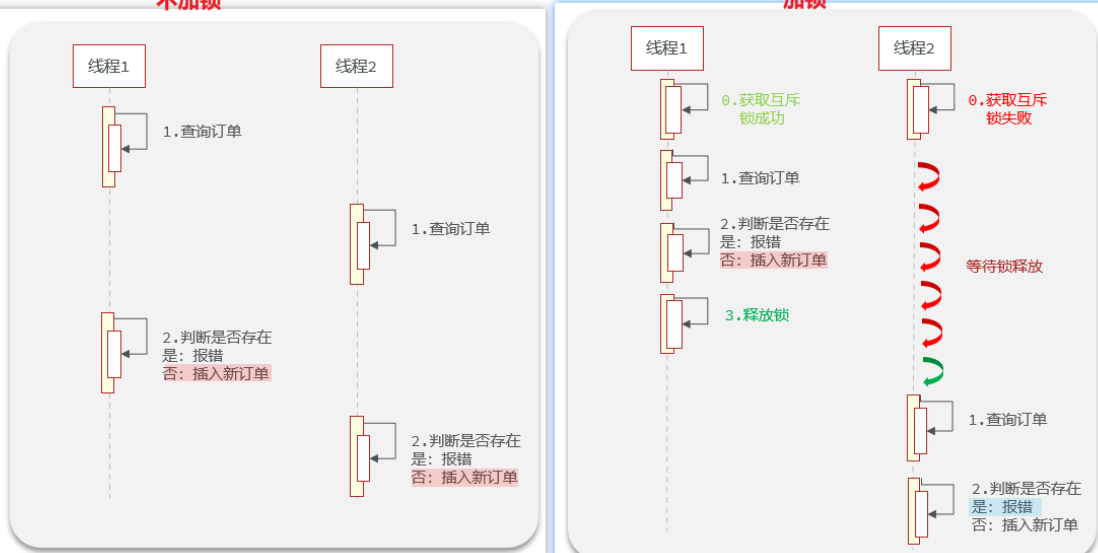 不加锁
线程1
线程2
1.查询订单
1.查询订单
2.判断是否存在
是: 报错
否: 插入新订单
2.判断是否存在
是: 报错
否: 插入新订单
加锁
线程1
线程2
0.获取互斥
锁成功
0.获取互斥
锁失败
1.查询订单
2.判断是否存在
是: 报错
否: 插入新订单
等待锁释放
3.释放锁
1.查询订单
2.判断是否存在
是: 报错
否: 插入新订单